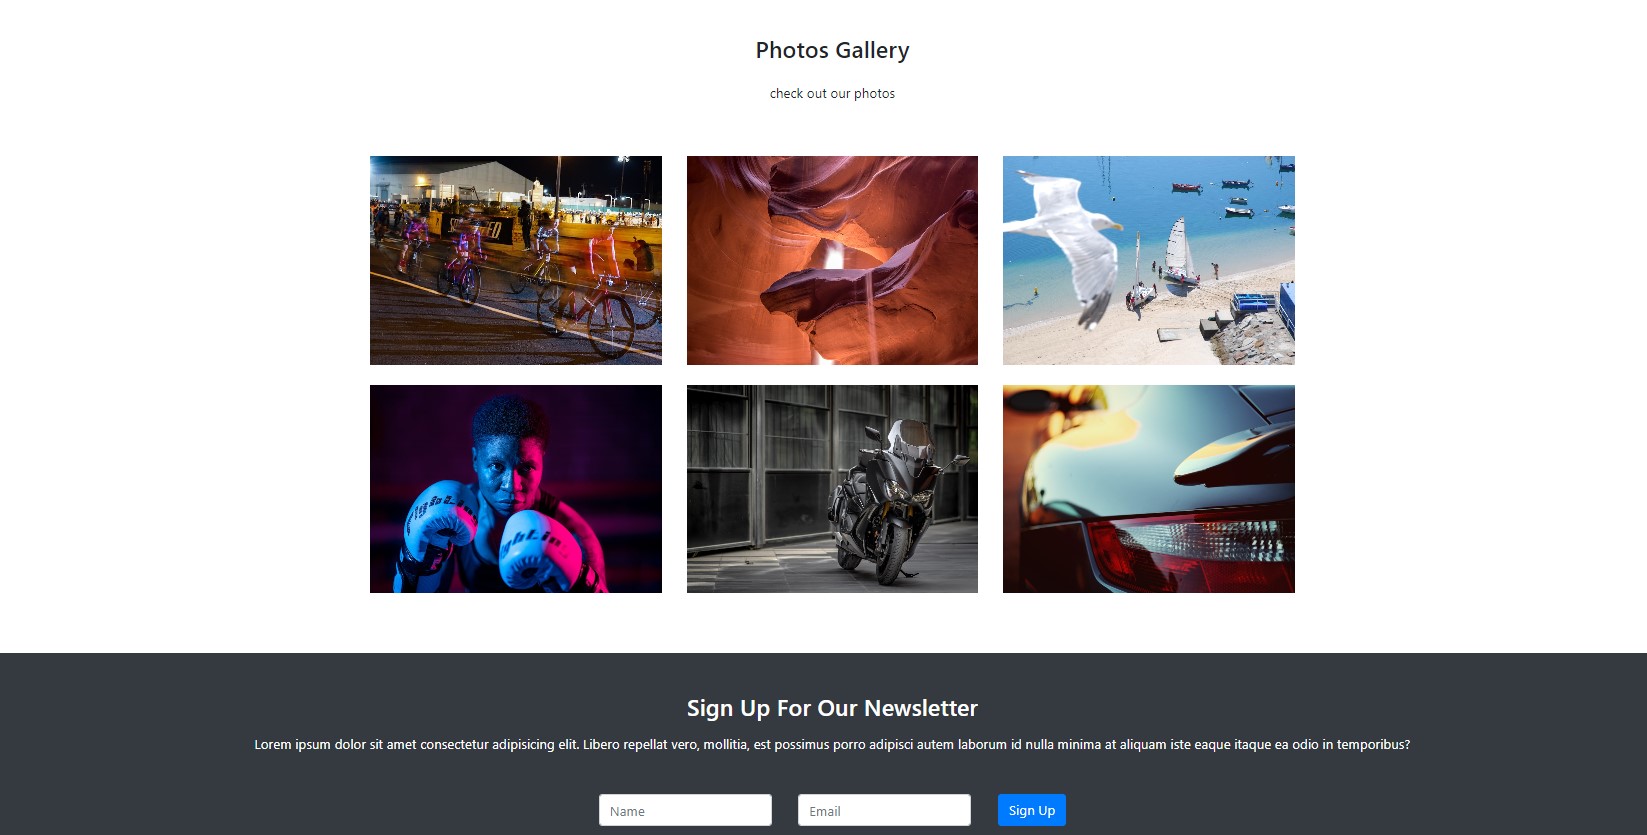 Photos Gallery
check out our photos
Sign Up For Our Newsletter
Lorem ipsum dolor sit amet consectetur adipisicing elit. Libero repellat vero, mollitia, est possimus porro adipisci autem laborum id nulla minima at aliquam iste eaque itaque ea odio in temporibus?
Name
Email
Sign Up